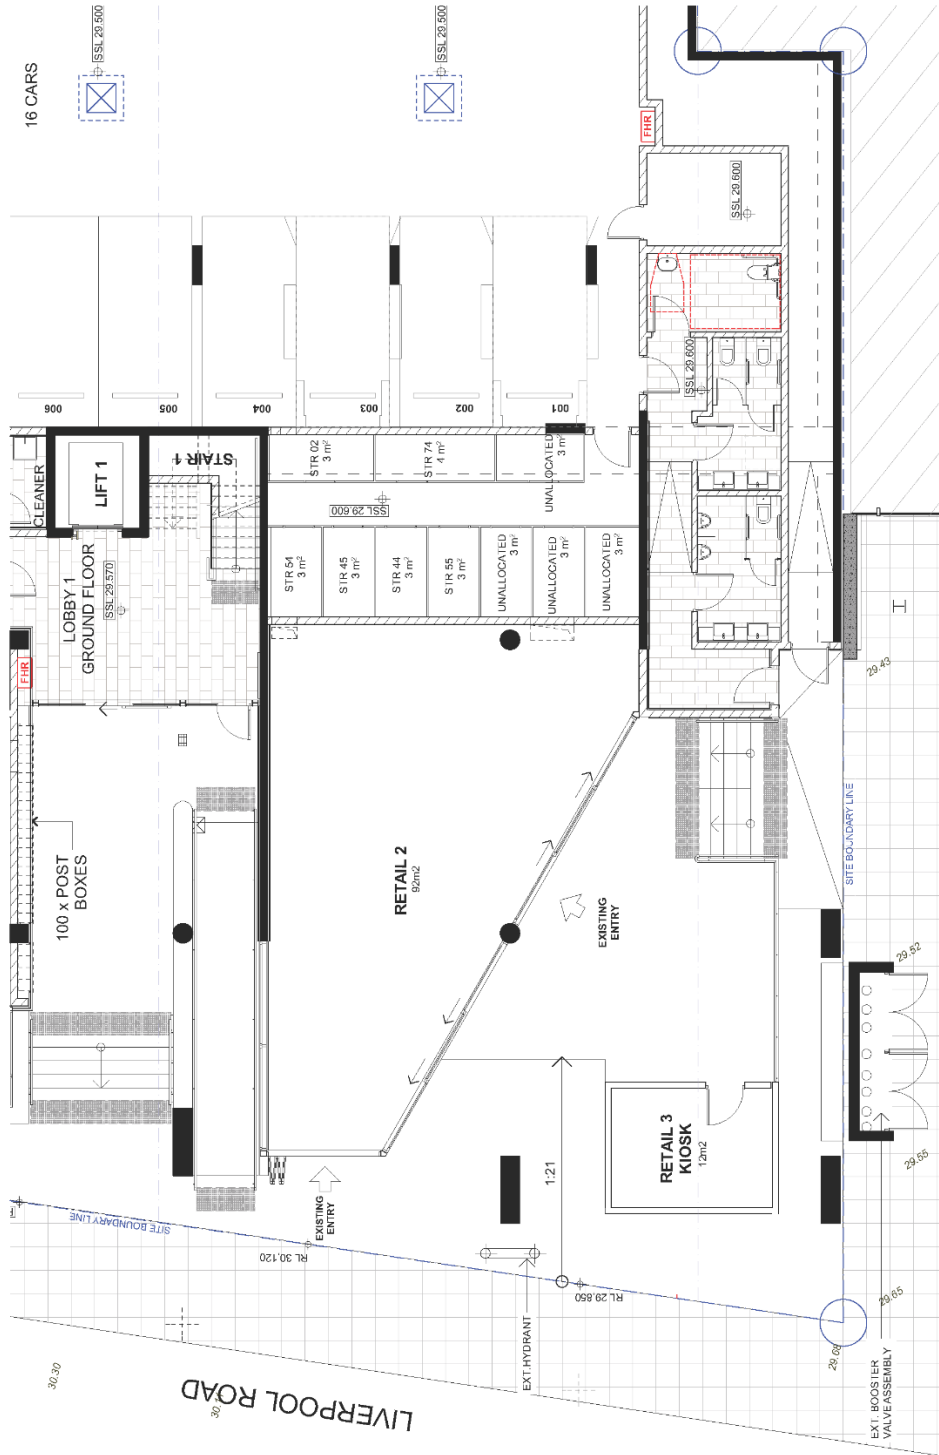 16 CARS
SSL 29.500
SSL 29.500
FHR
SSL 29.600
SSL 29.600
006
005
004
003
002
001
CLEANER
LIFT 1
STAIR 1
STR 02
3 m²
STR 74
4 m²
UNALLOCATED
3 m²
SSL 29.600
LOBBY 1
GROUND FLOOR
SSL 29.570
STR 54
3 m²
STR 45
3 m²
STR 44
3 m²
STR 55
3 m²
UNALLOCATED
3 m²
UNALLOCATED
3 m²
UNALLOCATED
3 m²
FHR
100 x POST
BOXES
RETAIL 2
92m2
EXISTING
ENTRY
29.43
SITE BOUNDARY LINE
29.52
RETAIL 3
KIOSK
12m2
1:21
29.55
EXISTING
ENTRY
SITE BOUNDARY LINE
RL 30.120
RL 29.850
EXT.HYDRANT
29.65
29.68
EXT. BOOSTER
VALVE ASSEMBLY
30.30
LIVERPOOL ROAD